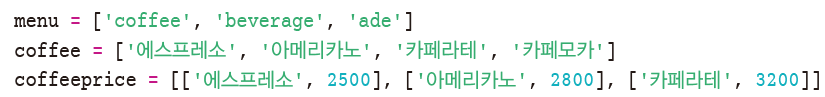 menu = ['coffee', 'beverage', 'ade']
coffee = ['에스프레소', '아메리카노', '카페라테', '카페모카']
coffeeprice = [['에스프레소', 2500], ['아메리카노', 2800], ['카페라테', 3200]]